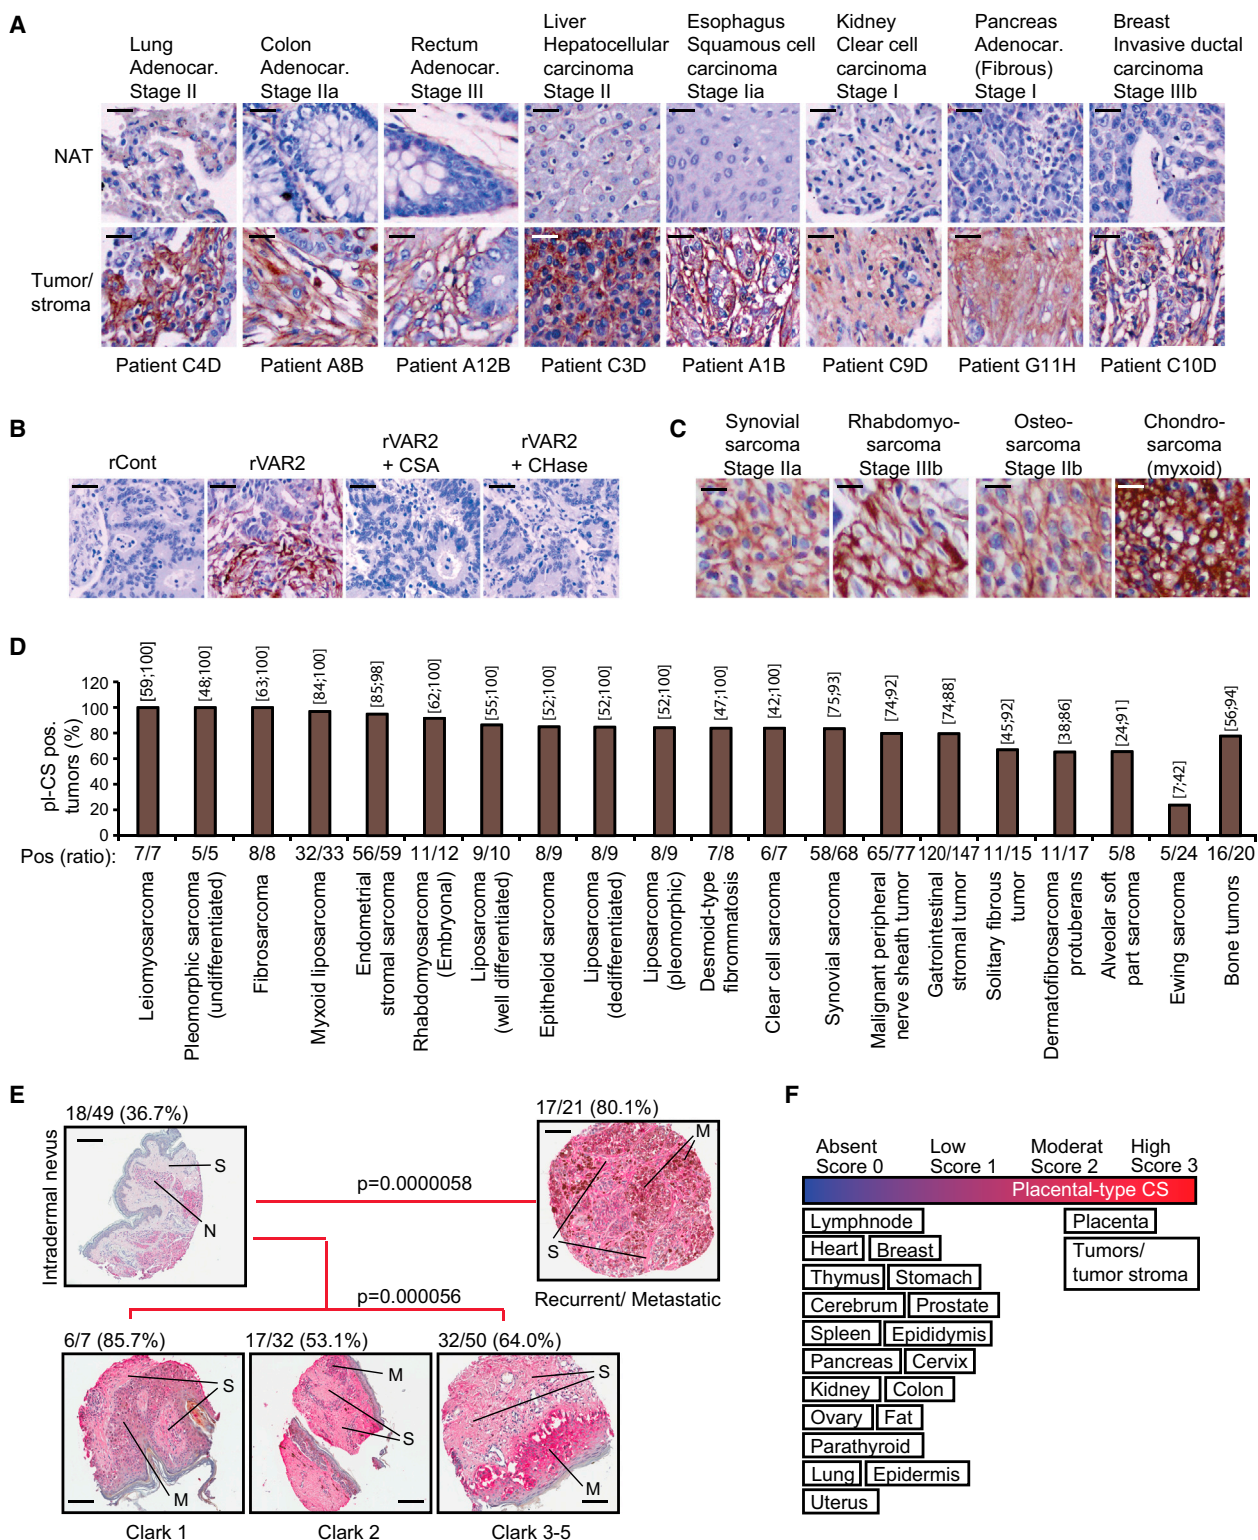 A
Lung
Adenocar.
Stage II
Colon
Adenocar.
Stage IIa
Rectum
Adenocar.
Stage III
Liver
Hepatocellular
carcinoma
Stage II
Esophagus
Squamous cell
carcinoma
Stage Iia
Kidney
Clear cell
carcinoma
Stage I
Pancreas
Adenocar.
(Fibrous)
Stage I
Breast
Invasive ductal
carcinoma
Stage IIIb
NAT
Tumor/
stroma
Patient C4D
Patient A8B
Patient A12B
Patient C3D
Patient A1B
Patient C9D
Patient G11H
Patient C10D
B
rCont
rVAR2
rVAR2
+ CSA
rVAR2
+ CHase
C
Synovial
sarcoma
Stage IIa
Rhabdomyo-
sarcoma
Stage IIIb
Osteo-
sarcoma
Stage IIb
Chondro-
sarcoma
(myxoid)
D
pl-CS pos.
tumors (%)
120
100
80
60
40
20
0
[59;100]
[48;100]
[63;100]
[84;100]
[85;98]
[62;100]
[55;100]
[52;100]
[52;100]
[52;100]
[47;100]
[42;100]
[75;93]
[74;92]
[74;88]
[45;92]
[38;86]
[24;91]
[7;42]
[56;94]
Pos (ratio): 7/7 5/5 8/8 32/33 56/59 11/12 9/10 8/9 8/9 8/9 7/8 6/7 58/68 65/77 120/147 11/15 11/17 5/8 5/24 16/20
Leiomyosarcoma
Pleomorphic sarcoma
(undifferentiated)
Fibrosarcoma
Myxoid liposarcoma
Endometrial
stromal sarcoma
Rhabdomyosarcoma
(Embryonal)
Liposarcoma
(well differentiated)
Epitheloid sarcoma
Liposarcoma
(dedifferentiated)
Liposarcoma
(pleomorphic)
Desmoid-type
fibrommatosis
Clear cell sarcoma
Synovial sarcoma
Malignant peripheral
nerve sheath tumor
Gatrointestinal
stromal tumor
Solitary fibrous
tumor
Dermatofibrosarcoma
protuberans
Alveolar soft
part sarcoma
Ewing sarcoma
Bone tumors
E
18/49 (36.7%)
Intradermal nevus
S
N
p=0.0000058
p=0.000056
17/21 (80.1%)
M
S
Recurrent/ Metastatic
6/7 (85.7%)
S
M
Clark 1
17/32 (53.1%)
M
S
Clark 2
32/50 (64.0%)
S
M
Clark 3-5
F
Absent
Score 0
Low
Score 1
Moderat
Score 2
High
Score 3
Placental-type CS
Lymphnode
Heart Breast
Thymus Stomach
Cerebrum Prostate
Spleen Epididymis
Pancreas Cervix
Kidney Colon
Ovary Fat
Parathyroid
Lung Epidermis
Uterus
Placenta
Tumors/
tumor stroma